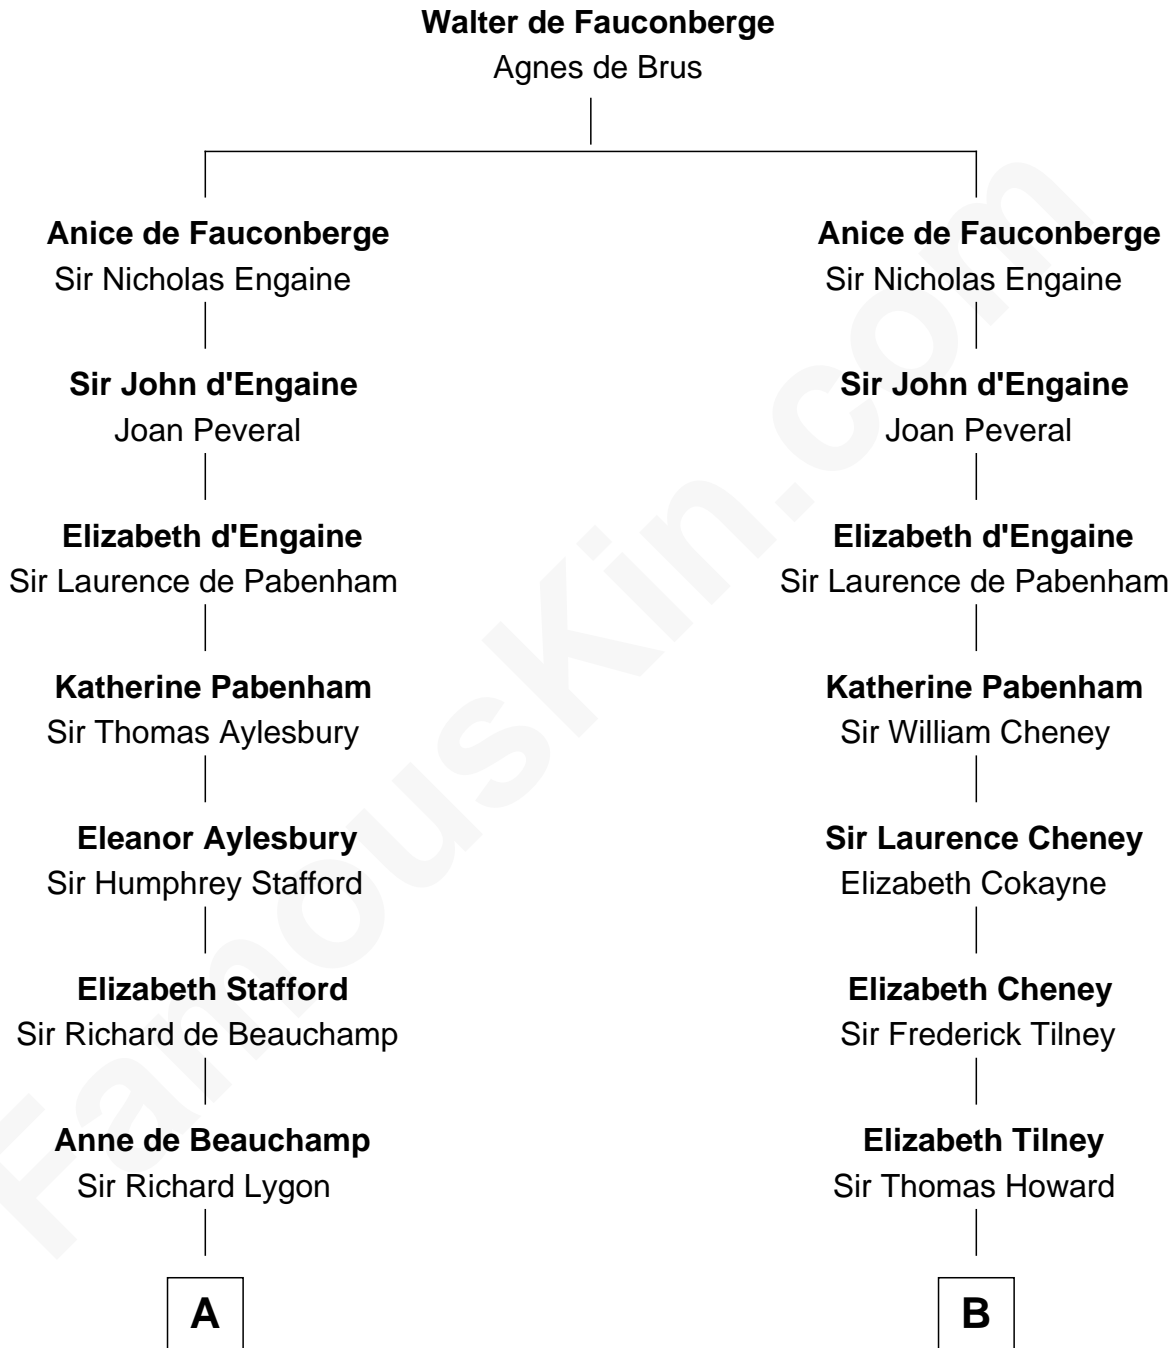 Walter de Fauconberge
Agnes de Brus
Anice de Fauconberge
Sir Nicholas Engaine
Anice de Fauconberge
Sir Nicholas Engaine
Sir John d'Engaine
Joan Peveral
Sir John d'Engaine
Joan Peveral
Elizabeth d'Engaine
Sir Laurence de Pabenham
Elizabeth d'Engaine
Sir Laurence de Pabenham
Katherine Pabenham
Sir Thomas Aylesbury
Katherine Pabenham
Sir William Cheney
Eleanor Aylesbury
Sir Humphrey Stafford
Sir Laurence Cheney
Elizabeth Cokayne
Elizabeth Stafford
Sir Richard de Beauchamp
Elizabeth Cheney
Sir Frederick Tilney
Anne de Beauchamp
Sir Richard Lygon
Elizabeth Tilney
Sir Thomas Howard
A
B
FamousKin.com